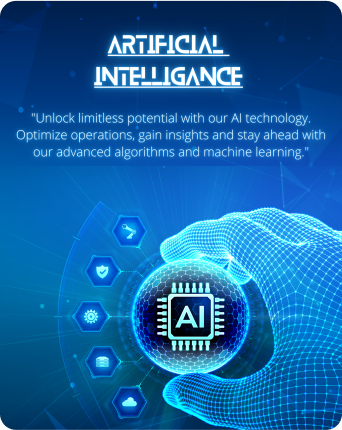 ARTIFICIAL
INTELLIGANCE
"Unlock limitless potential with our AI technology.
Optimize operations, gain insights and stay ahead with
our advanced algorithms and machine learning."
AI